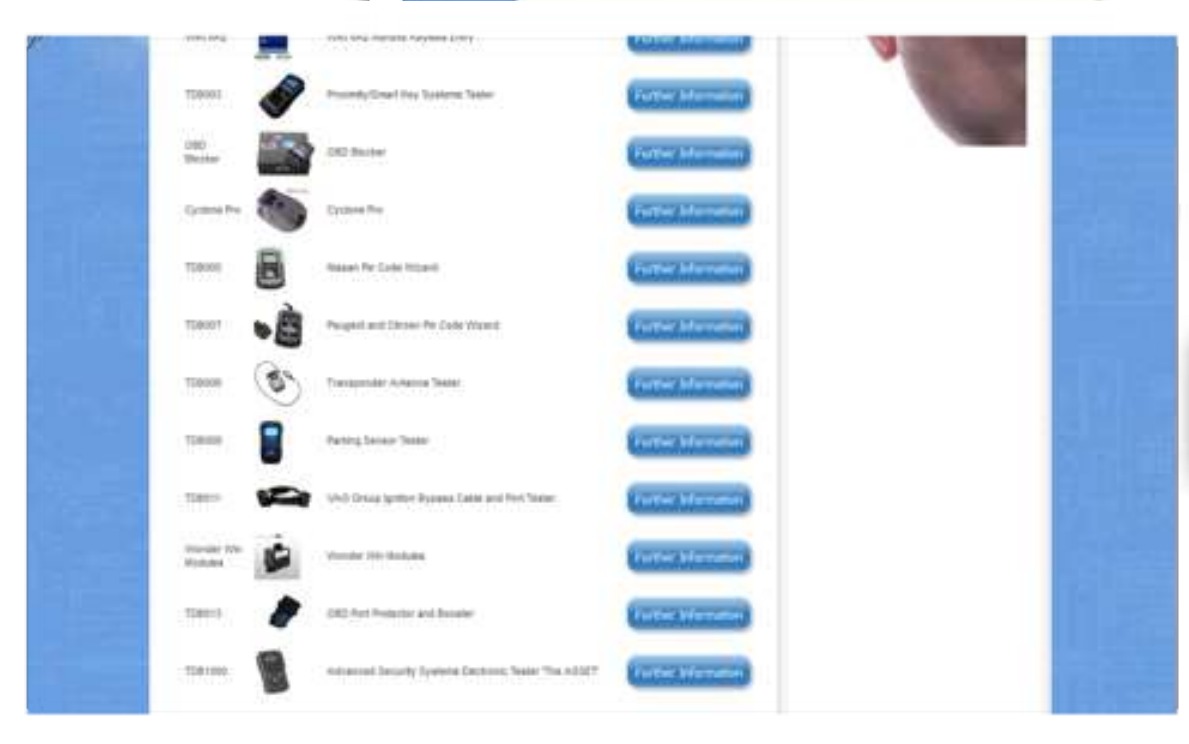 TDB003 Proximity/Smart Key Systems Tester Further Information
OBD
Blocker OBD Blocker Further Information
Cyclone Pro Cyclone Pro Further Information
Nissan Pin Code Wizard Further Information
TDB007 Peugeot and Citroen Pin Code Wizard Further Information
Transponder Antenna Tester Further Information
TDB009 Parking Sensor Tester Further Information
TDB011 VAG Group Ignition Bypass Cable and Port Tester Further Information
Wonder Win
Modules Wonder Win Modules Further Information
TDB013 OBD Port Protector and Booster Further Information
TDB1000 Advanced Security Systems Electronic Tester "The ASSET" Further Information